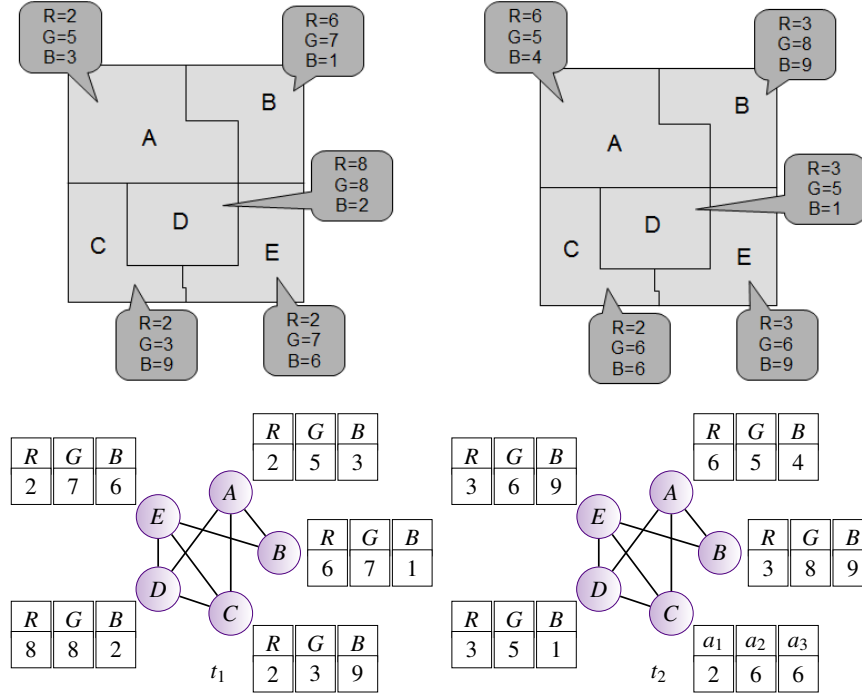 R=2
G=5
B=3
R=6
G=7
B=1
A
B
R=8
G=8
B=2
C
D
E
R=2
G=3
B=9
R=2
G=7
B=6
R=6
G=5
B=4
R=3
G=8
B=9
A
B
R=3
G=5
B=1
C
D
E
R=2
G=6
B=6
R=3
G=6
B=9
R G B
2 5 3
R G B
2 7 6
A
E
B
R G B
6 7 1
D
C
R G B
8 8 2
t₁
R G B
2 3 9
R G B
6 5 4
R G B
3 6 9
A
E
B
R G B
3 8 9
D
C
R G B
3 5 1
t₂
a₁ a₂ a₃
2 6 6